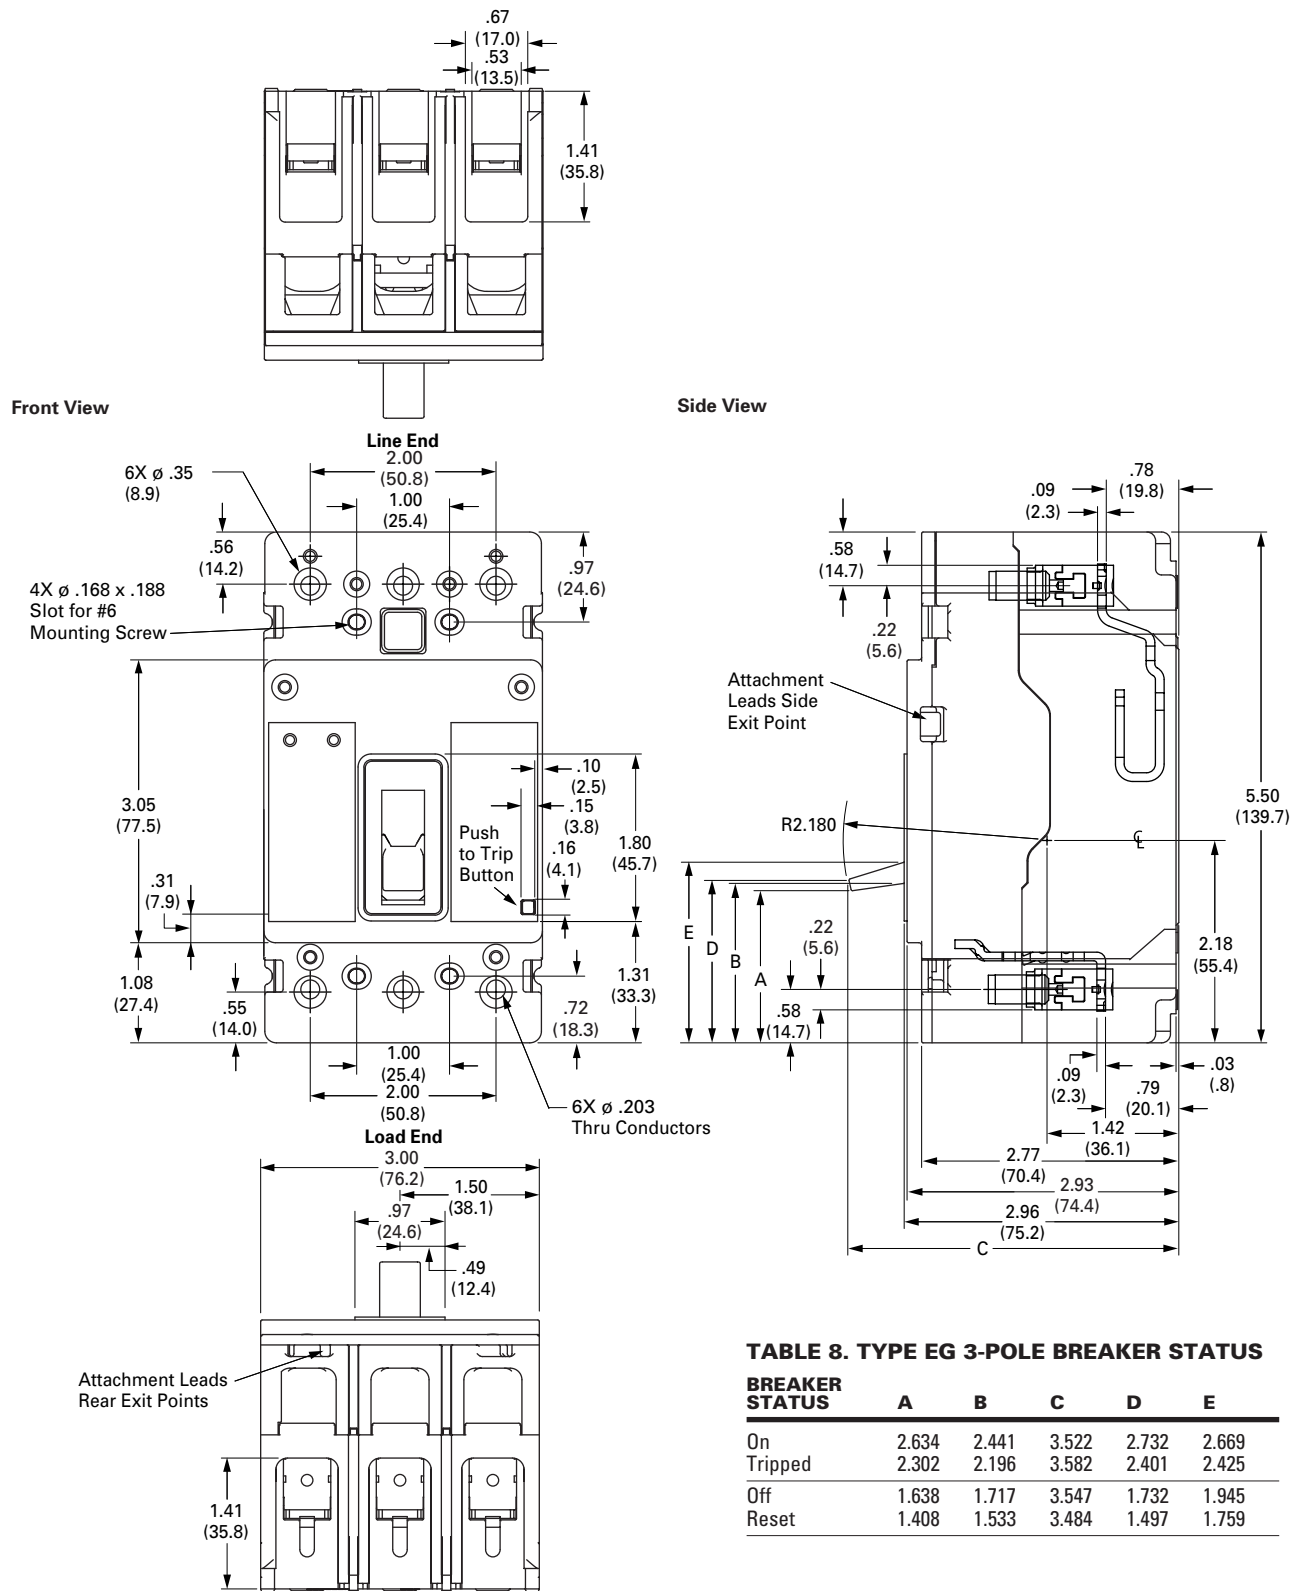 .67
(17.0)
.53
(13.5)
1.41
(35.8)
Front View
Side View
Line End
2.00
(50.8)
6X ø .35
(8.9)
1.00
(25.4)
.56
(14.2)
.97
(24.6)
4X ø .168 x .188
Slot for #6
Mounting Screw
3.05
(77.5)
.10
(2.5)
.15
(3.8)
Push
to Trip
Button
.16
(4.1)
1.80
(45.7)
.31
(7.9)
1.08
(27.4)
.55
(14.0)
1.31
(33.3)
.72
(18.3)
1.00
(25.4)
2.00
(50.8)
6X ø .203
Thru Conductors
Load End
3.00
(76.2)
1.50
(38.1)
.97
(24.6)
.49
(12.4)
Attachment Leads
Rear Exit Points
1.41
(35.8)
.78
(19.8)
.09
(2.3)
.58
(14.7)
.22
(5.6)
Attachment
Leads Side
Exit Point
5.50
(139.7)
R2.180
CL
E
D
B
A
.22
(5.6)
2.18
(55.4)
.58
(14.7)
.09
(2.3)
.03
(.8)
.79
(20.1)
1.42
(36.1)
2.77
(70.4)
2.93
(74.4)
2.96
(75.2)
C
TABLE 8. TYPE EG 3-POLE BREAKER STATUS
BREAKER
STATUS A B C D E
On 2.634 2.441 3.522 2.732 2.669
Tripped 2.302 2.196 3.582 2.401 2.425
Off 1.638 1.717 3.547 1.732 1.945
Reset 1.408 1.533 3.484 1.497 1.759